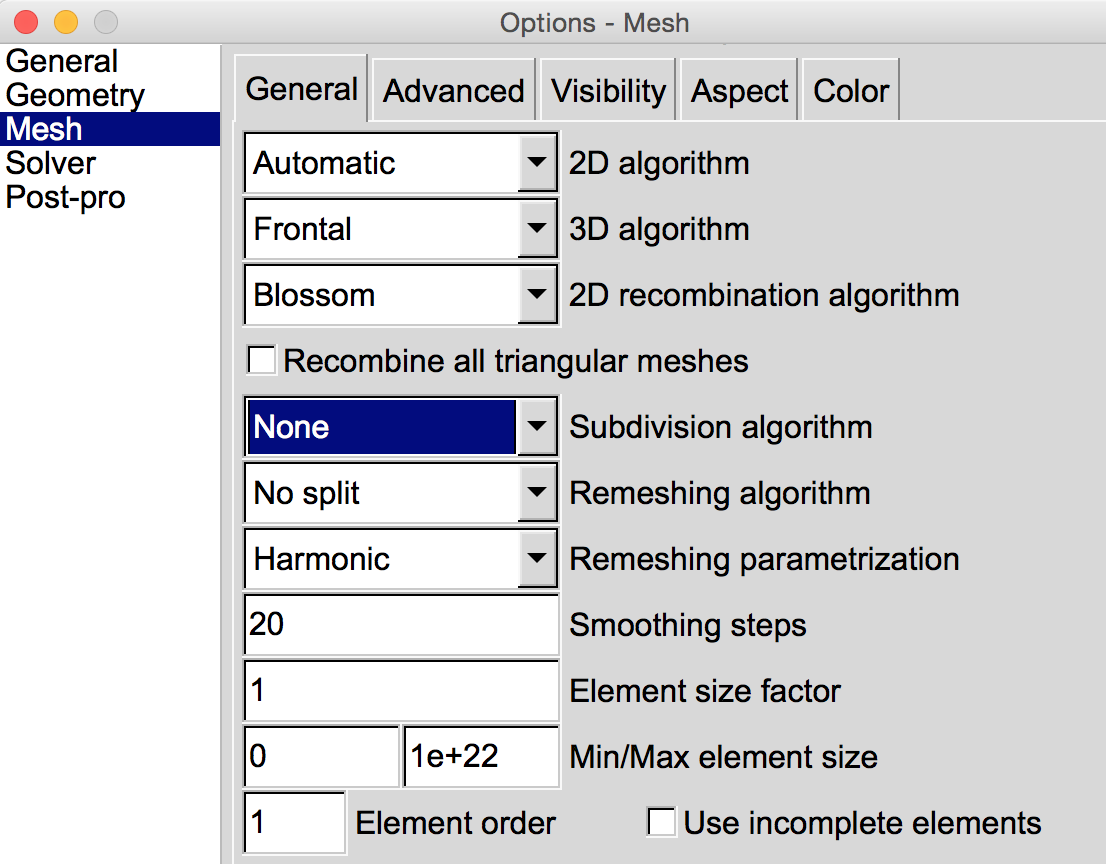 Options - Mesh
General
Geometry
Mesh
Solver
Post-pro
General Advanced Visibility Aspect Color
Automatic 2D algorithm
Frontal 3D algorithm
Blossom 2D recombination algorithm
Recombine all triangular meshes
None Subdivision algorithm
No split Remeshing algorithm
Harmonic Remeshing parametrization
20 Smoothing steps
1 Element size factor
0 1e+22 Min/Max element size
1 Element order Use incomplete elements